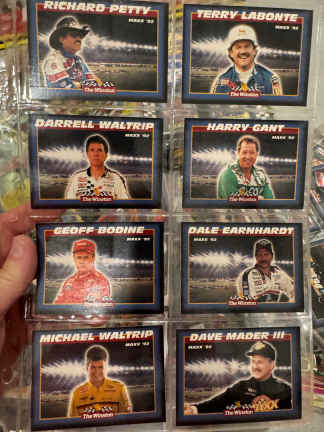 RICHARD PETTY
MAXX '92
The Winston
TERRY LABONTE
MAXX '92
The Winston
DARRELL WALTRIP
MAXX '92
The Winston
HARRY GANT
MAXX '92
The Winston
GEOFF BODINE
MAXX '92
The Winston
DALE EARNHARDT
MAXX '92
The Winston
MICHAEL WALTRIP
MAXX '92
The Winston
DAVE MADER III
MAXX '92
The Winston